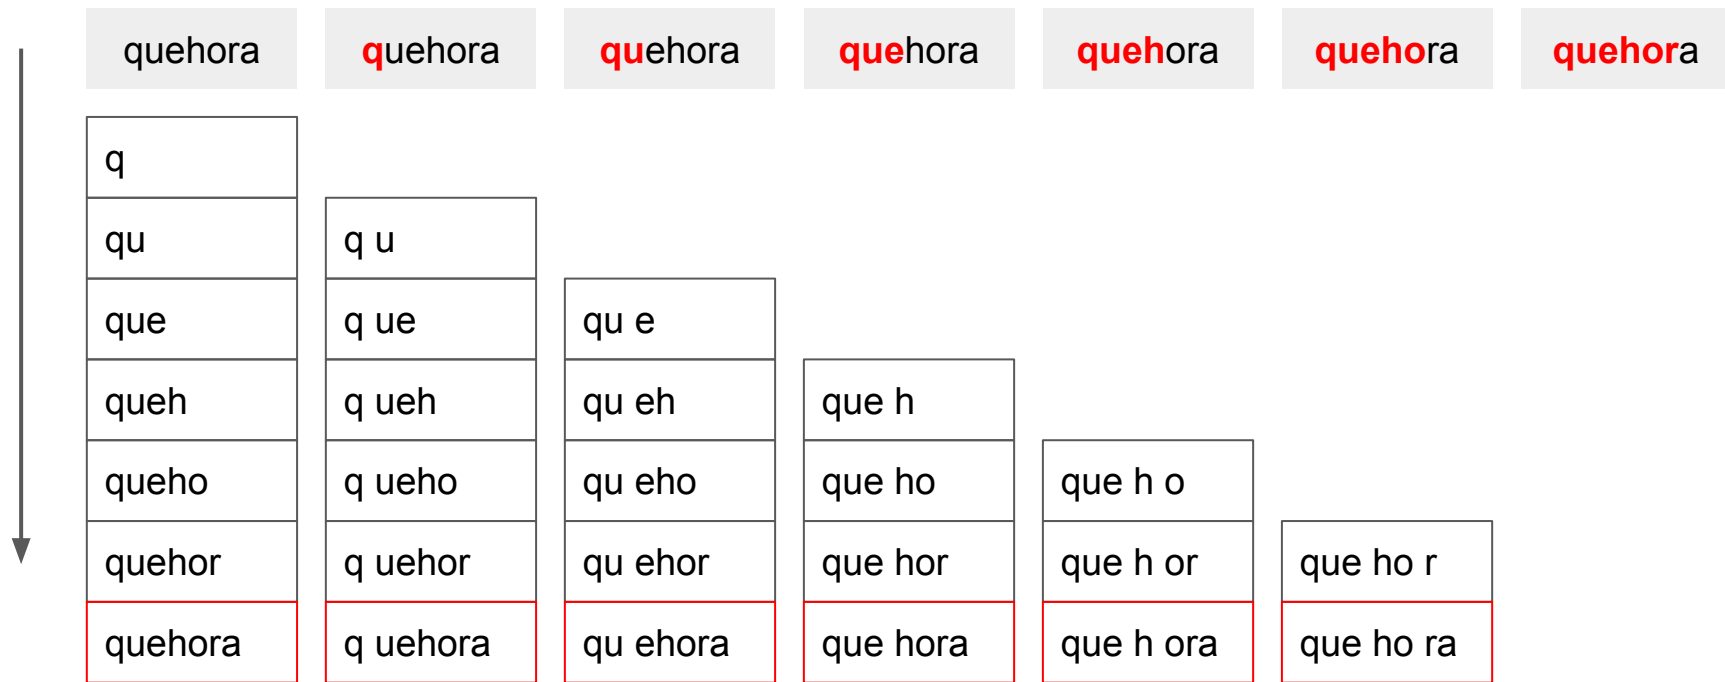 quehora quehora quehora quehora quehora quehora quehora
q
qu q u
que q ue qu e
queh q ueh qu eh que h
queho q ueho qu eho que ho que h o
quehor q uehor qu ehor que hor que h or que ho r
quehora q uehora qu ehora que hora que h ora que ho ra